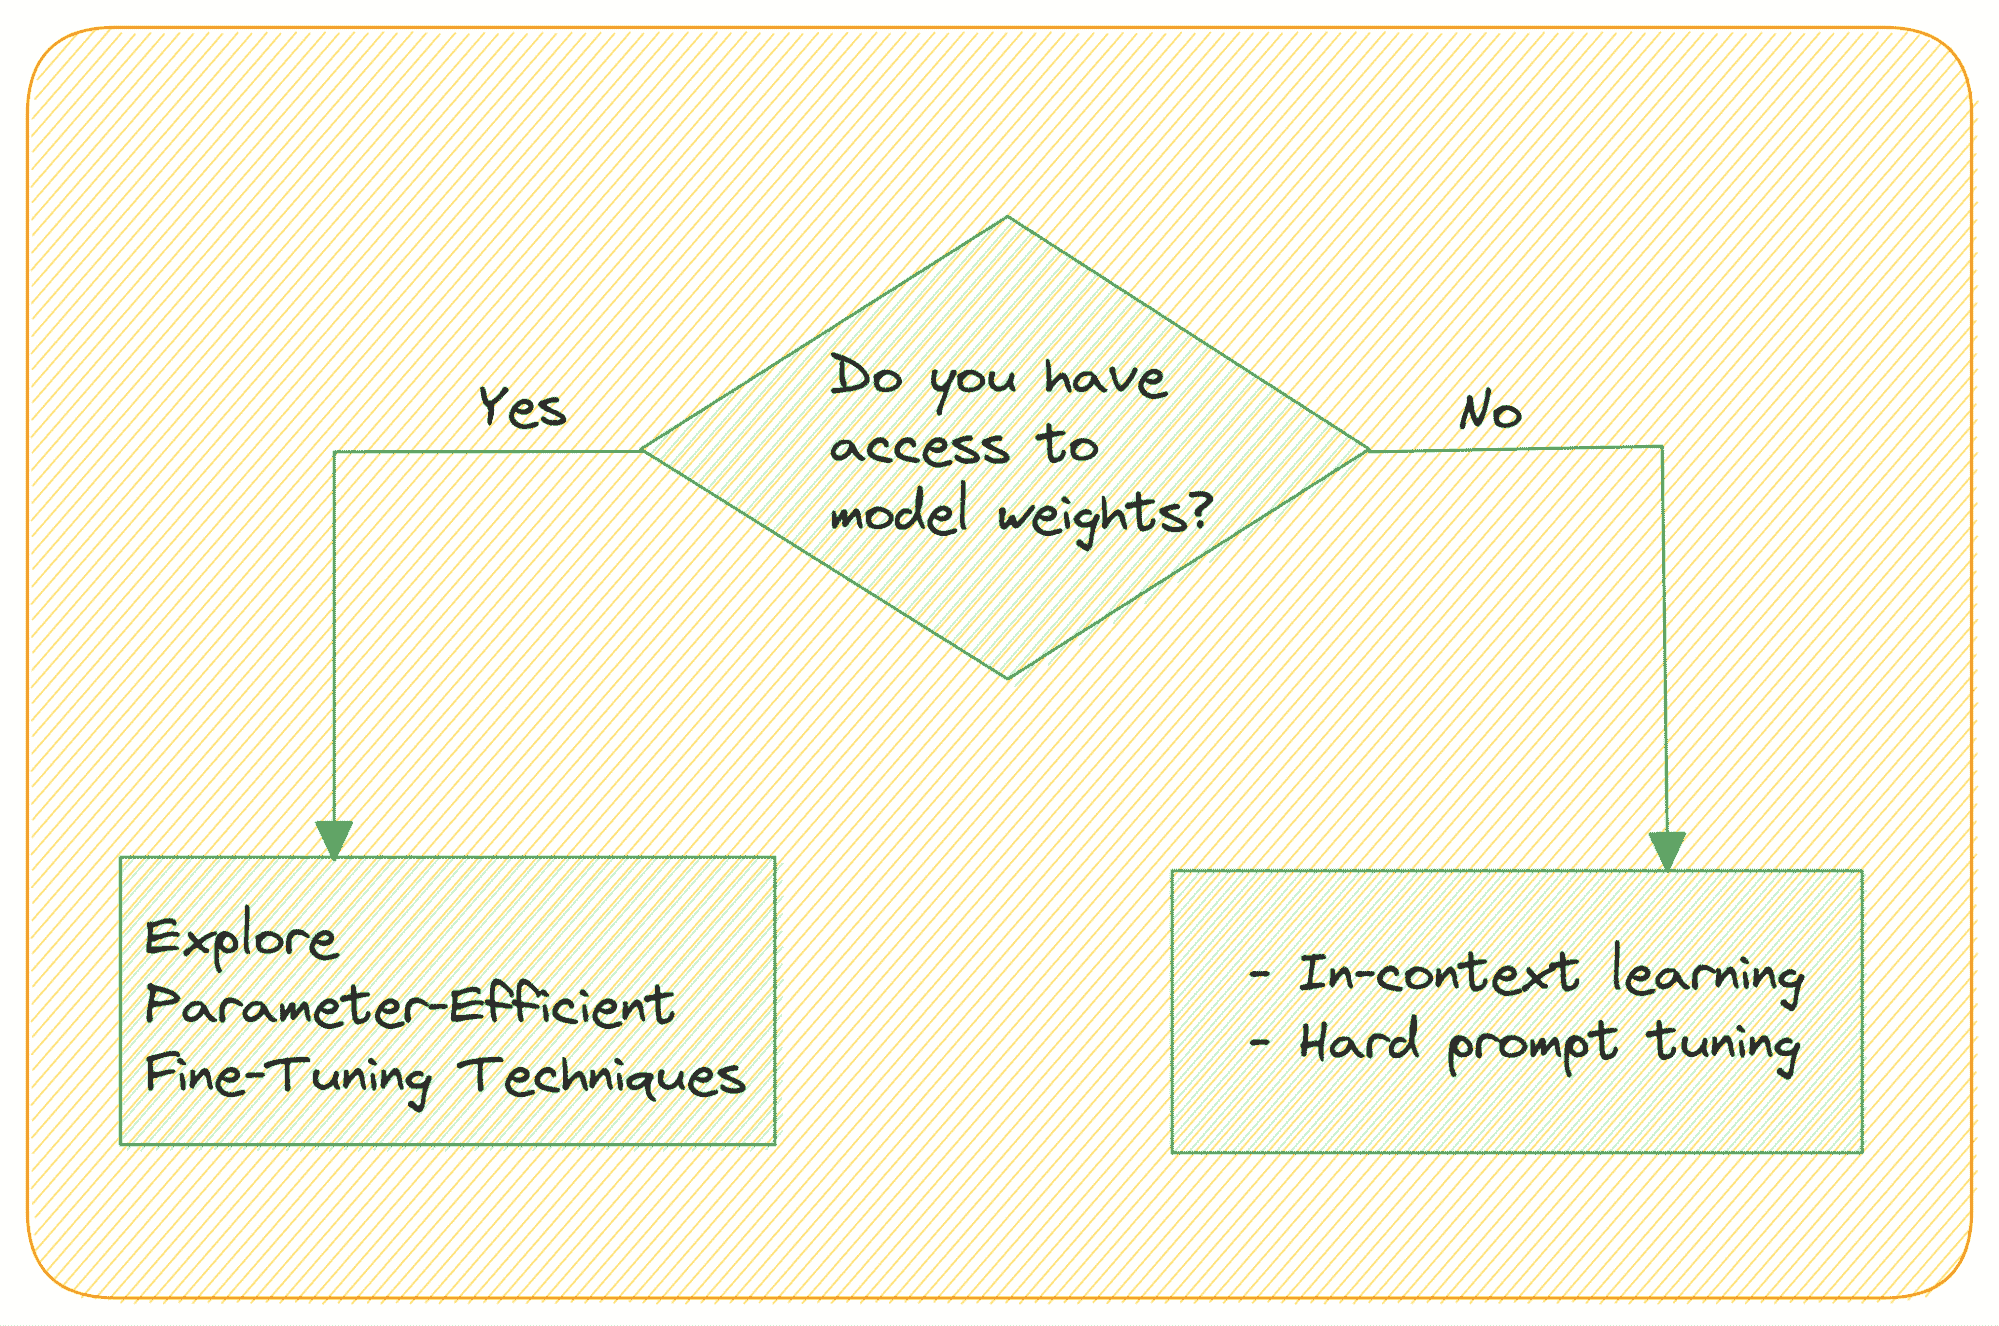 Do you have
access to
model weights?
Yes
No
Explore
Parameter-Efficient
Fine-Tuning Techniques
- In-context learning
- Hard prompt tuning